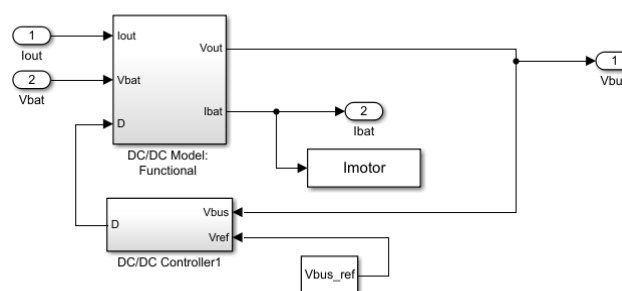 1
Iout
2
Vbat
Iout
Vbat
D
Vout
Ibat
DC/DC Model:
Functional
1
Vbu
2
Ibat
Imotor
D
Vbus
Vref
DC/DC Controller1
Vbus_ref